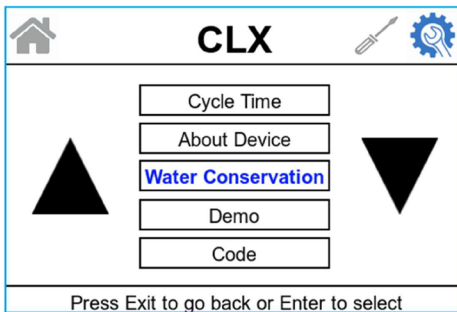 CLX
Cycle Time
About Device
Water Conservation
Demo
Code
Press Exit to go back or Enter to select